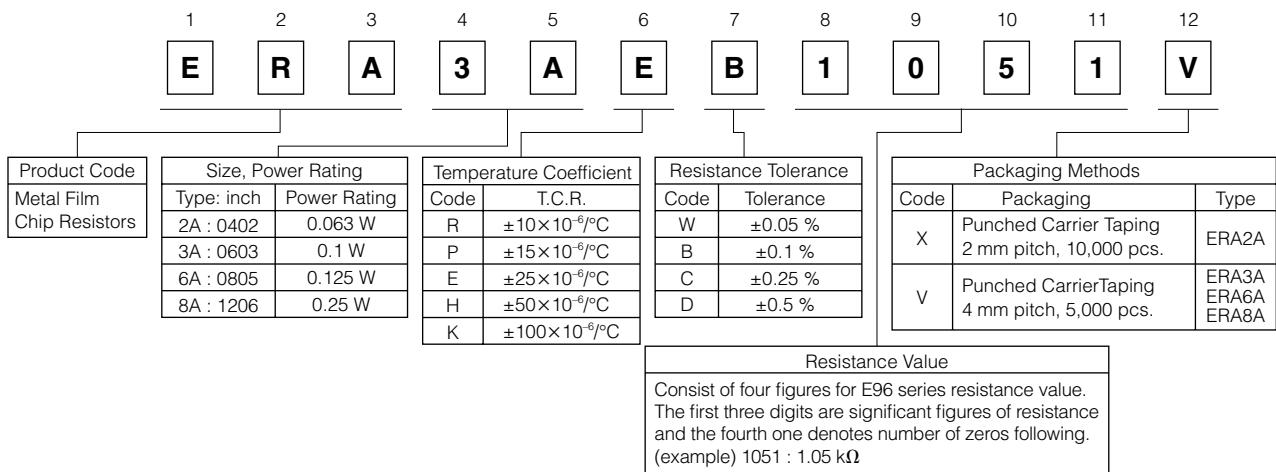 1 2 3 4 5 6 7 8 9 10 11 12
E R A 3 A E B 1 0 5 1 V
Product Code
Metal Film
Chip Resistors
Size, Power Rating
Type: inch Power Rating
2A : 0402 0.063 W
3A : 0603 0.1 W
6A : 0805 0.125 W
8A : 1206 0.25 W
Temperature Coefficient
Code T.C.R.
R ±10×10⁻⁶/°C
P ±15×10⁻⁶/°C
E ±25×10⁻⁶/°C
H ±50×10⁻⁶/°C
K ±100×10⁻⁶/°C
Resistance Tolerance
Code Tolerance
W ±0.05 %
B ±0.1 %
C ±0.25 %
D ±0.5 %
Packaging Methods
Code Packaging Type
X Punched Carrier Taping
2 mm pitch, 10,000 pcs. ERA2A
V Punched CarrierTaping
4 mm pitch, 5,000 pcs. ERA3A
ERA6A
ERA8A
Resistance Value
Consist of four figures for E96 series resistance value.
The first three digits are significant figures of resistance
and the fourth one denotes number of zeros following.
(example) 1051 : 1.05 kΩ